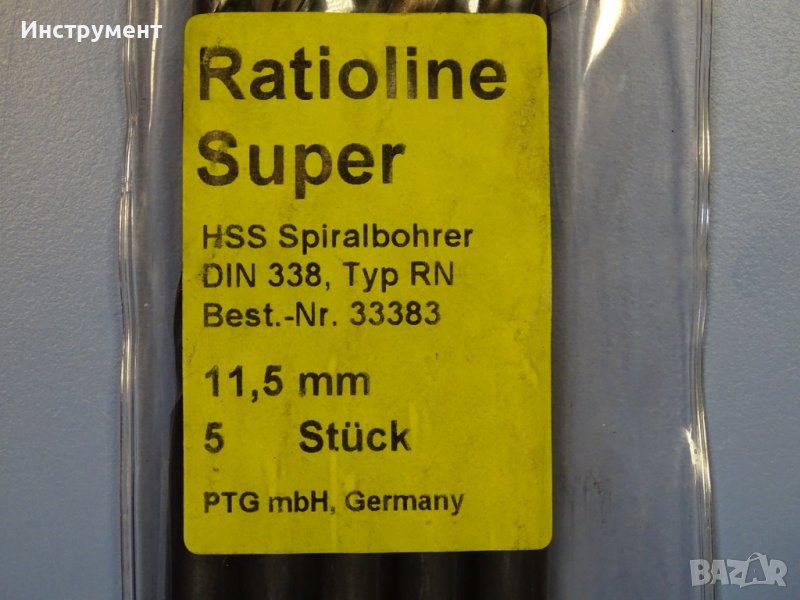 Инструмент
Ratioline
Super
HSS Spiralbohrer
DIN 338, Typ RN
Best.-Nr. 33383
11,5 mm
5 Stück
PTG mbH, Germany
BAZAR